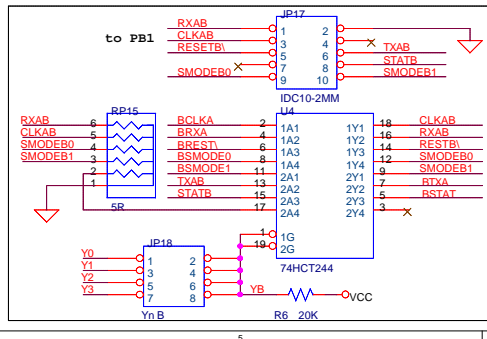 JP17
to PB1
RXAB 1 2
CLKAB 3 4
RESETB\ 5 6 TXAB
7 8 STATB
SMODEB0 9 10 SMODEB1
IDC10-2MM
RP15 U4
RXAB 6 BCLKA 2 1A1 1Y1 18 CLKAB
CLKAB 5 BRXA 4 1A2 1Y2 16 RXAB
SMODEB0 4 BREST\ 6 1A3 1Y3 14 RESTB\
SMODEB1 3 BSMODE0 8 1A4 1Y4 12 SMODEB0
2 BSMODE1 11 2A1 2Y1 9 SMODEB1
1 TXAB 13 2A2 2Y2 7 BTXA
STATB 15 2A3 2Y3 5 BSTAT
5R 17 2A4 2Y4 3
1 1G
19 2G
74HCT244
JP18
Y0 1 2
Y1 3 4
Y2 5 6
Y3 7 8 YB VCC
Yn B R6 20K
5